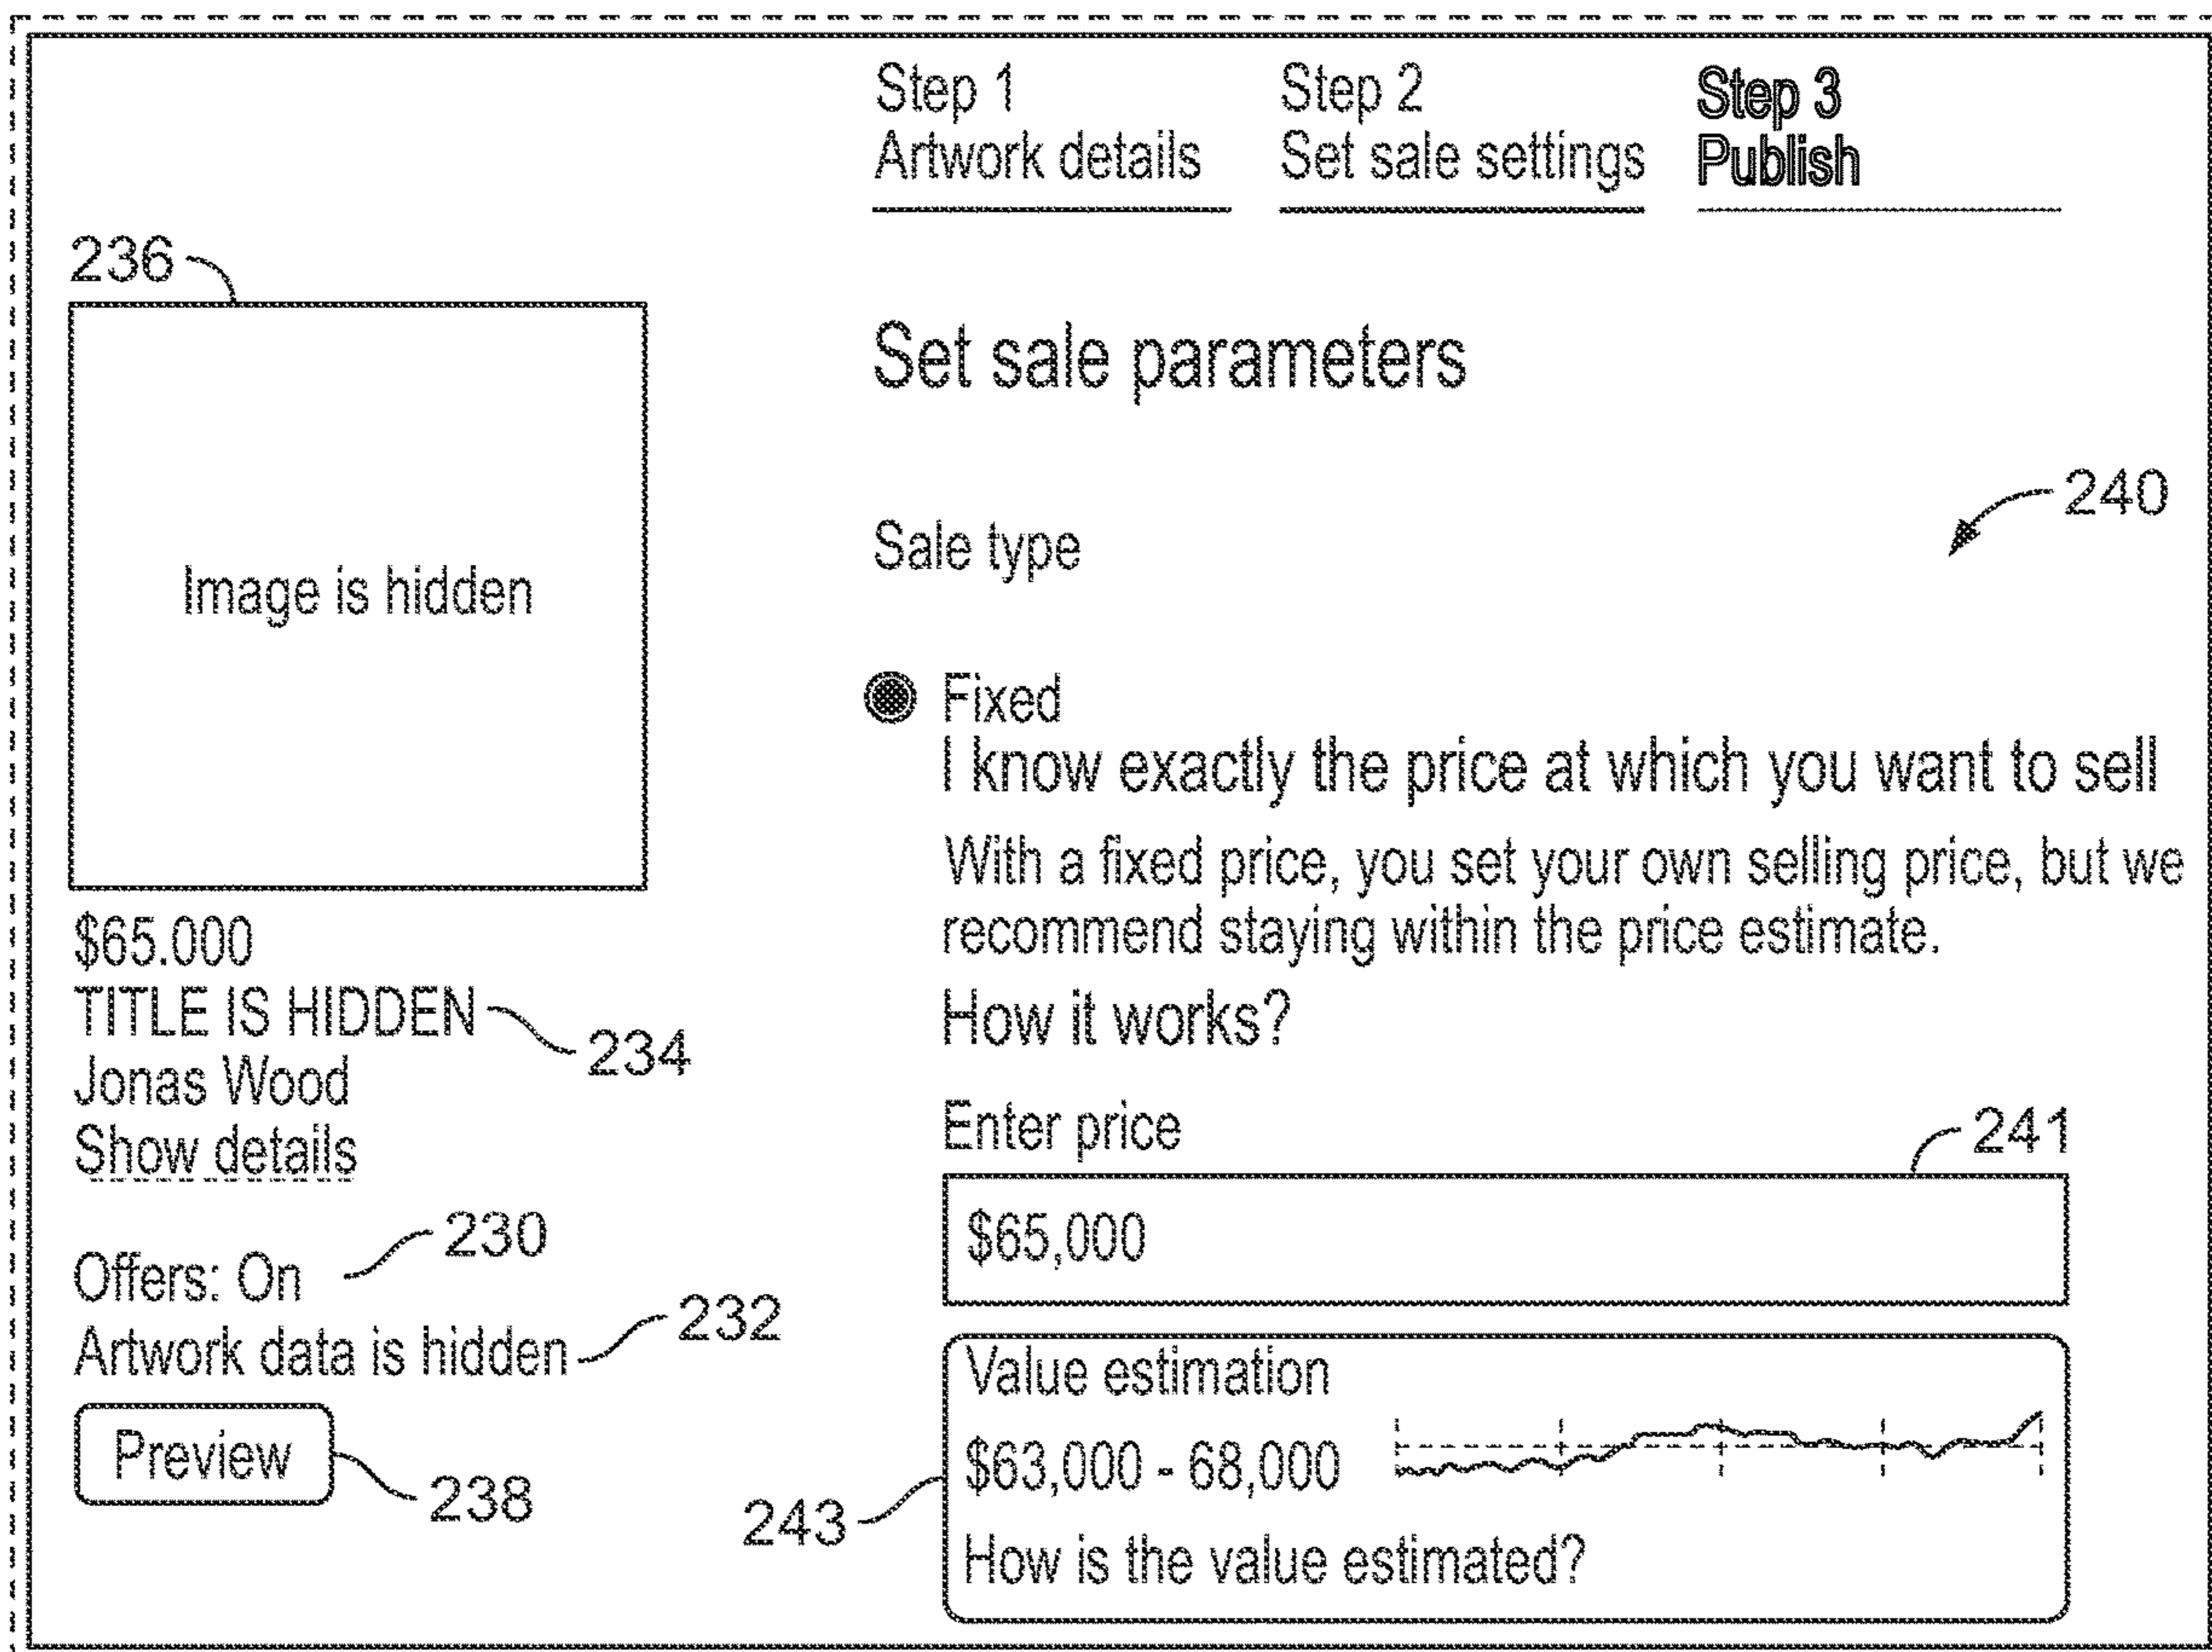 Step 1
Artwork details
Step 2
Set sale settings
Step 3
Publish
236
Image is hidden
$65.000
TITLE IS HIDDEN
234
Jonas Wood
Show details
Offers: On
230
Artwork data is hidden
232
Preview
238
Set sale parameters
240
Sale type
Fixed
I know exactly the price at which you want to sell
With a fixed price, you set your own selling price, but we
recommend staying within the price estimate.
How it works?
Enter price
241
$65,000
Value estimation
$63,000 - 68,000
243
How is the value estimated?